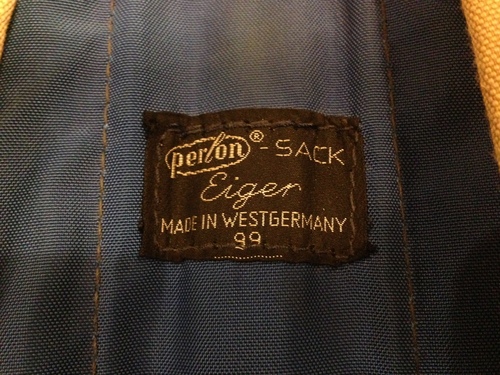 perlon® - SACK
Eiger
MADE IN WESTGERMANY
99